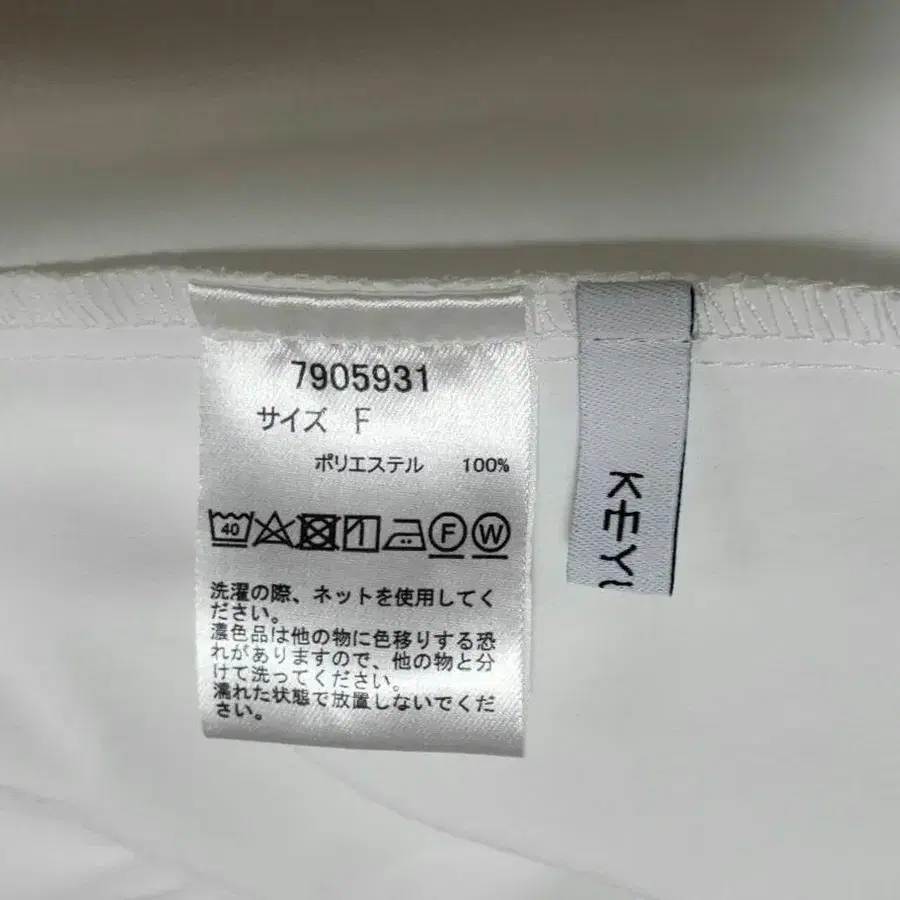 7905931
サイズ F
ポリエステル 100%
40
F W
洗濯の際、ネットを使用してく
ださい。
濃色品は他の物に色移りする恐
れがありますので、他の物と分
けて洗ってください。
濡れた状態で放置しないでくだ
さい。